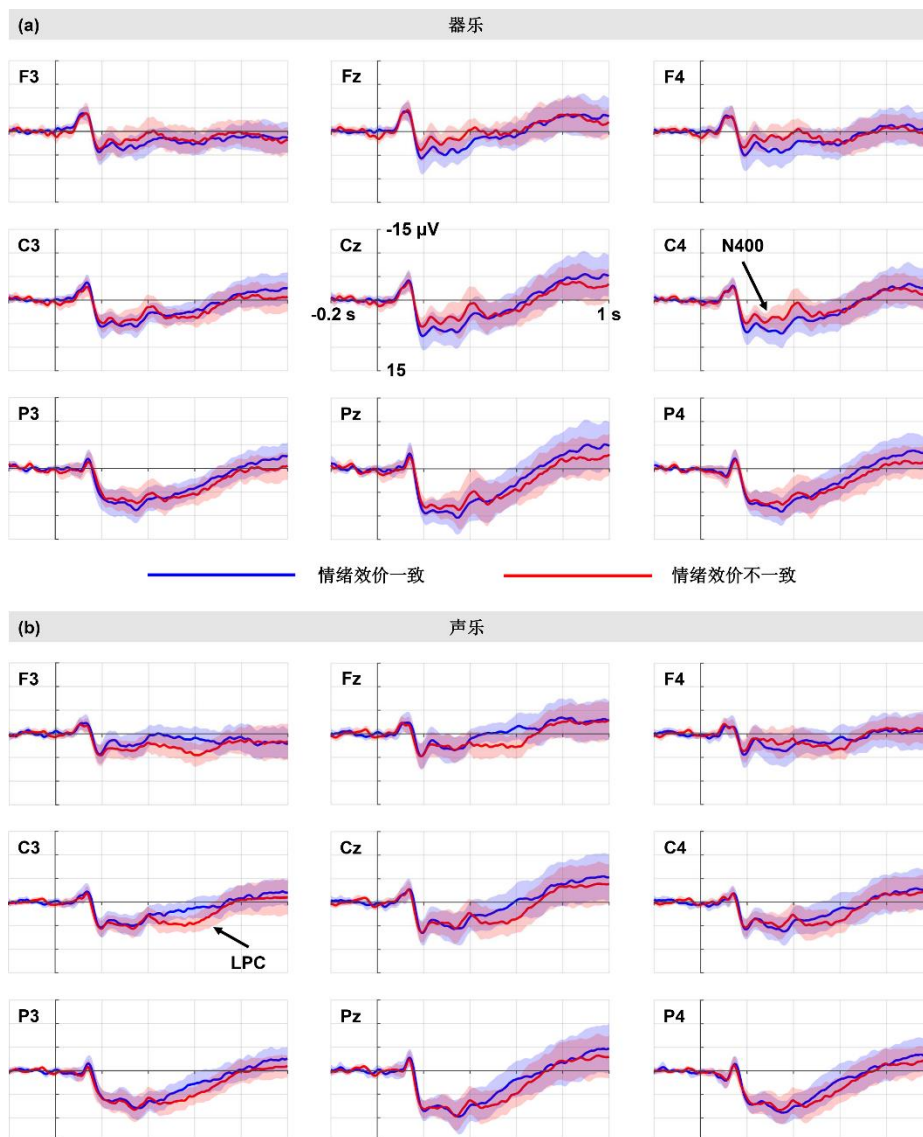 (a) 器乐
F3 Fz F4
C3 Cz -15 μV C4 N400
-0.2 s 1 s
15
P3 Pz P4
情绪效价一致 情绪效价不一致
(b) 声乐
F3 Fz F4
C3 Cz C4
LPC
P3 Pz P4